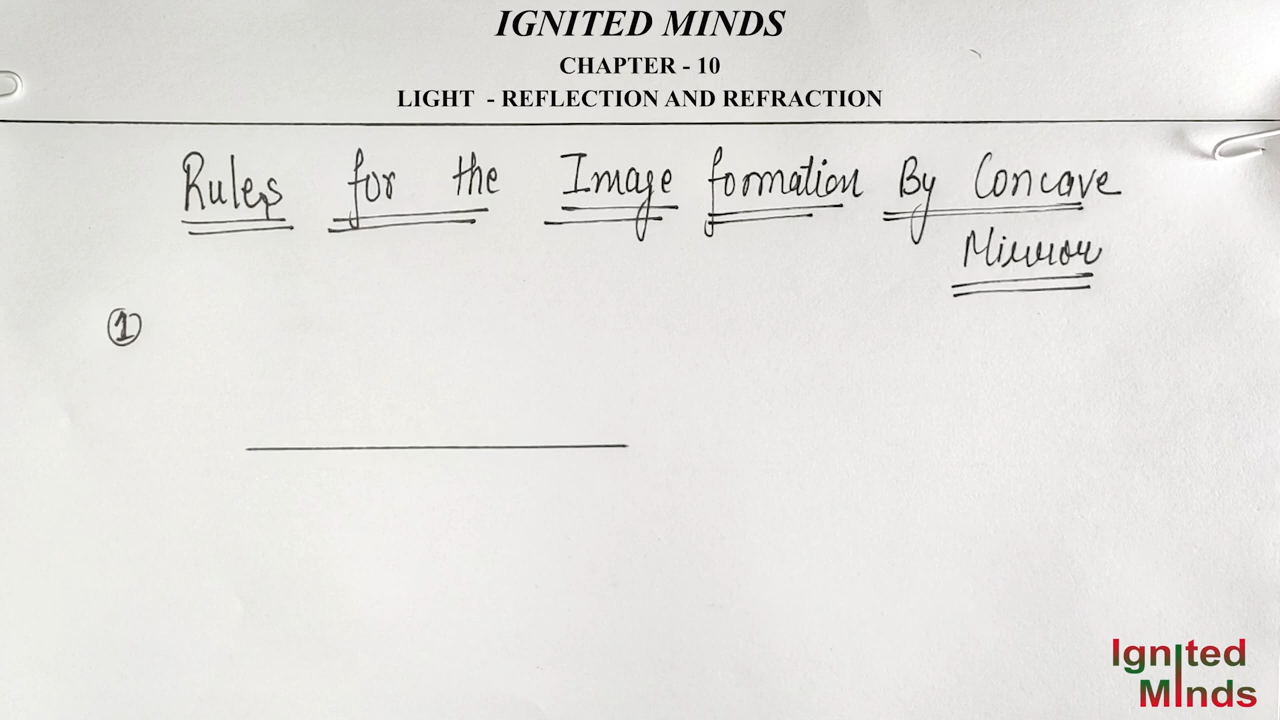 IGNITED MINDS
CHAPTER - 10
LIGHT - REFLECTION AND REFRACTION
Rules for the Image formation By Concave
Mirror
1
Ignited
Minds